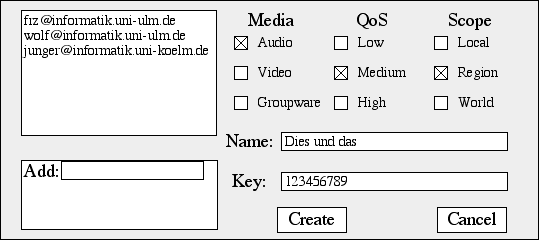 frz@informatik.uni-ulm.de
wolf@informatik.uni-ulm.de
junger@informatik.uni-koelm.de
Media QoS Scope
Audio Low Local
Video Medium Region
Groupware High World
Name: Dies und das
Add:
Key: 123456789
Create Cancel